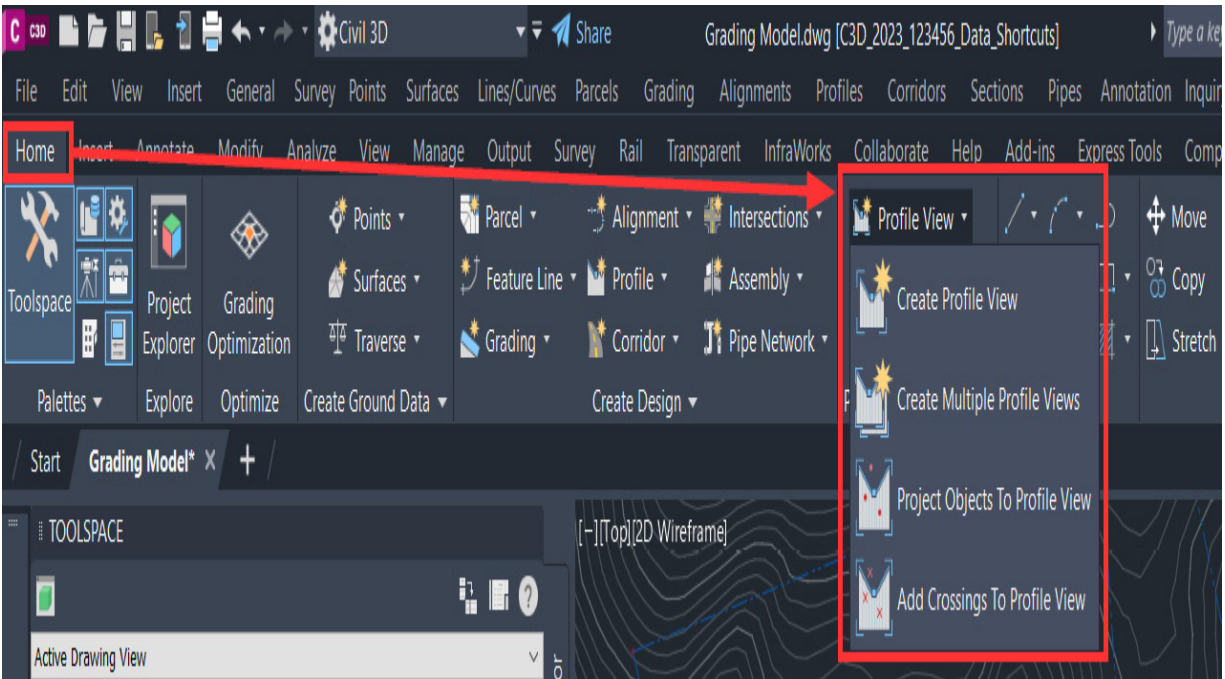 C C3D Civil 3D Share Grading Model.dwg [C3D_2023_123456_Data_Shortcuts] Type a key
File Edit View Insert General Survey Points Surfaces Lines/Curves Parcels Grading Alignments Profiles Corridors Sections Pipes Annotation Inquir
Home Insert Annotate Modify Analyze View Manage Output Survey Rail Transparent InfraWorks Collaborate Help Add-ins Express Tools Comp
Points Parcel Alignment Intersections Profile View Move
Toolspace Project Explorer Grading Optimization Surfaces Feature Line Profile Assembly Create Profile View Copy
Traverse Grading Corridor Pipe Network Stretch
Palettes Explore Optimize Create Ground Data Create Design Create Multiple Profile Views
Start Grading Model* X +
Project Objects To Profile View
TOOLSPACE [-][Top][2D Wireframe]
?
Add Crossings To Profile View
Active Drawing View